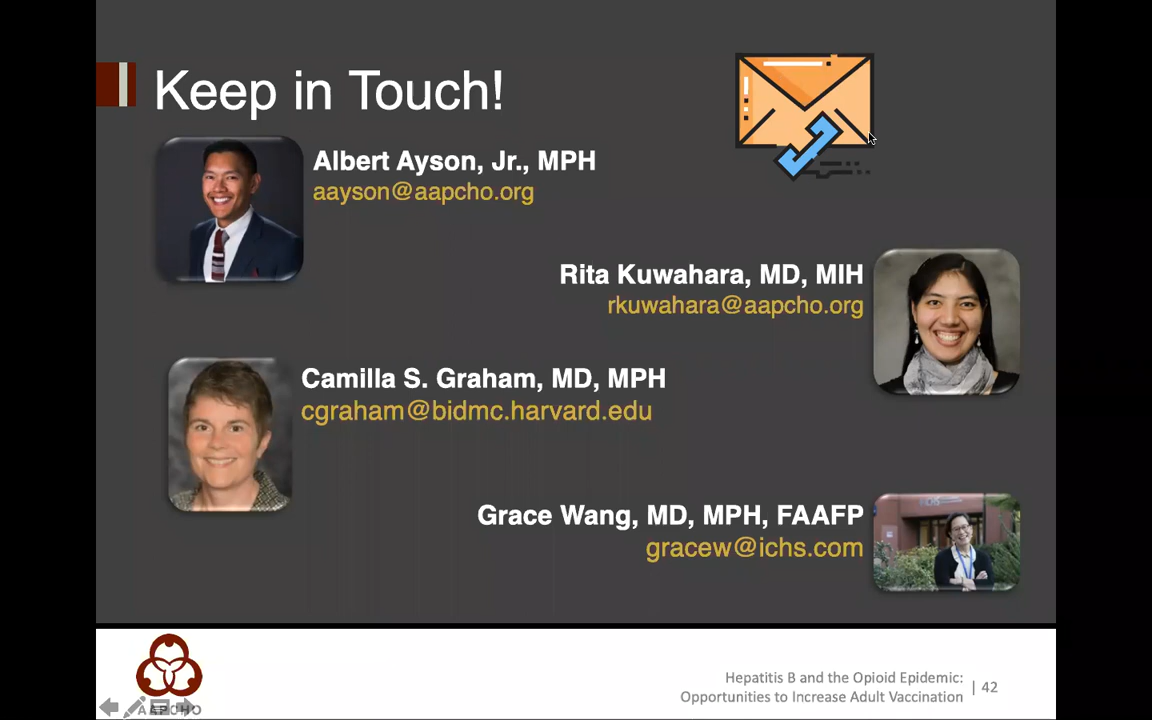 Keep in Touch!
Albert Ayson, Jr., MPH
aayson@aapcho.org
Rita Kuwahara, MD, MIH
rkuwahara@aapcho.org
Camilla S. Graham, MD, MPH
cgraham@bidmc.harvard.edu
Grace Wang, MD, MPH, FAAFP
gracew@ichs.com
AAPCHO
Hepatitis B and the Opioid Epidemic:
Opportunities to Increase Adult Vaccination
| 42